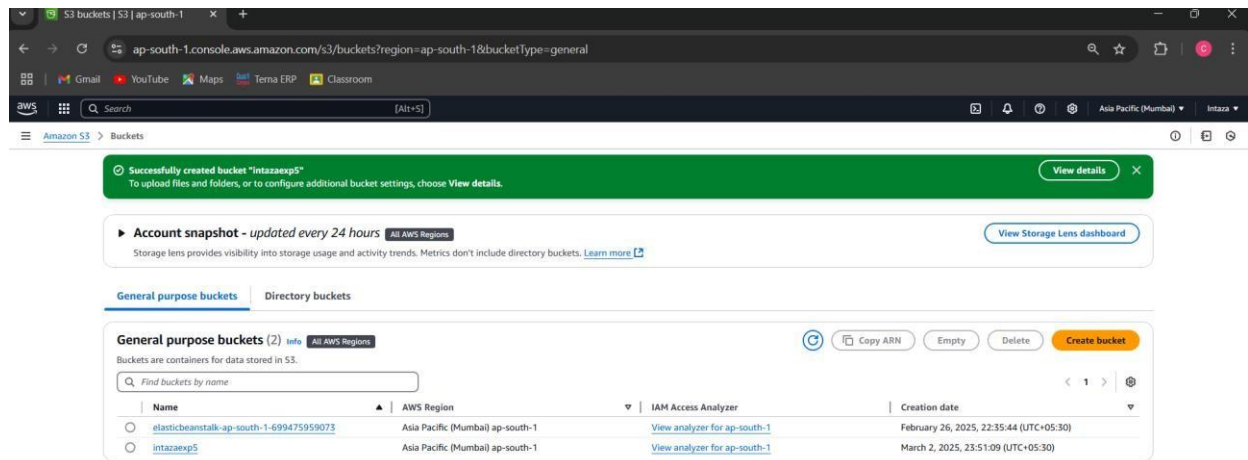 S3 buckets | S3 | ap-south-1
ap-south-1.console.aws.amazon.com/s3/buckets?region=ap-south-1&bucketType=general
Gmail YouTube Maps Terna ERP Classroom
aws Search [Alt+S] Asia Pacific (Mumbai) Intaza
Amazon S3 > Buckets
Successfully created bucket "intazaexp5"
To upload files and folders, or to configure additional bucket settings, choose View details.
View details
Account snapshot - updated every 24 hours All AWS Regions
Storage lens provides visibility into storage usage and activity trends. Metrics don't include directory buckets. Learn more
View Storage Lens dashboard
General purpose buckets Directory buckets
General purpose buckets (2) Info All AWS Regions
Copy ARN Empty Delete Create bucket
Buckets are containers for data stored in S3.
Find buckets by name
< 1 >
Name AWS Region IAM Access Analyzer Creation date
elasticbeanstalk-ap-south-1-699475959073 Asia Pacific (Mumbai) ap-south-1 View analyzer for ap-south-1 February 26, 2025, 22:35:44 (UTC+05:30)
intazaexp5 Asia Pacific (Mumbai) ap-south-1 View analyzer for ap-south-1 March 2, 2025, 23:51:09 (UTC+05:30)